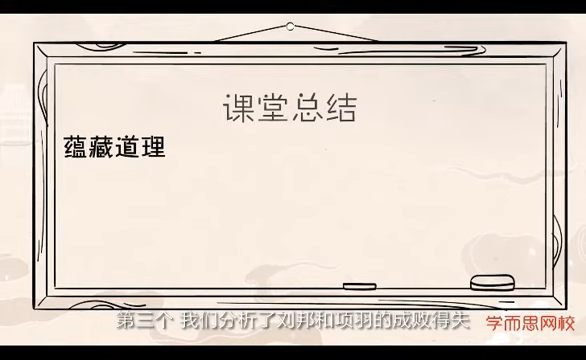 课堂总结
蕴藏道理
第三个 我们分析了刘邦和项羽的成败得失
学而思网校